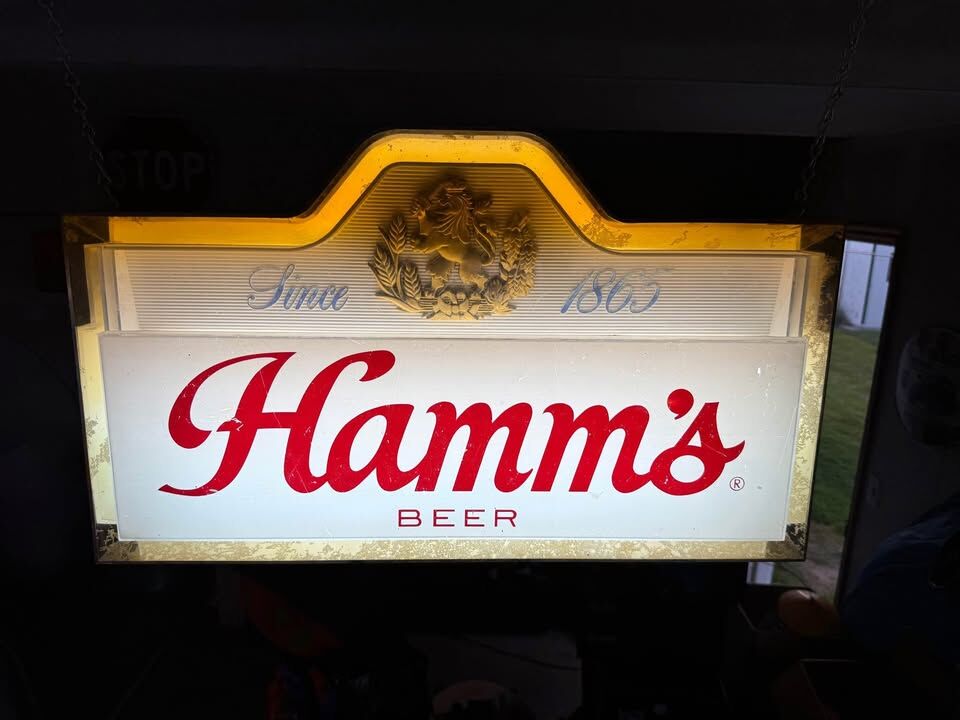 STOP
Since 1865
Hamm's ®
BEER